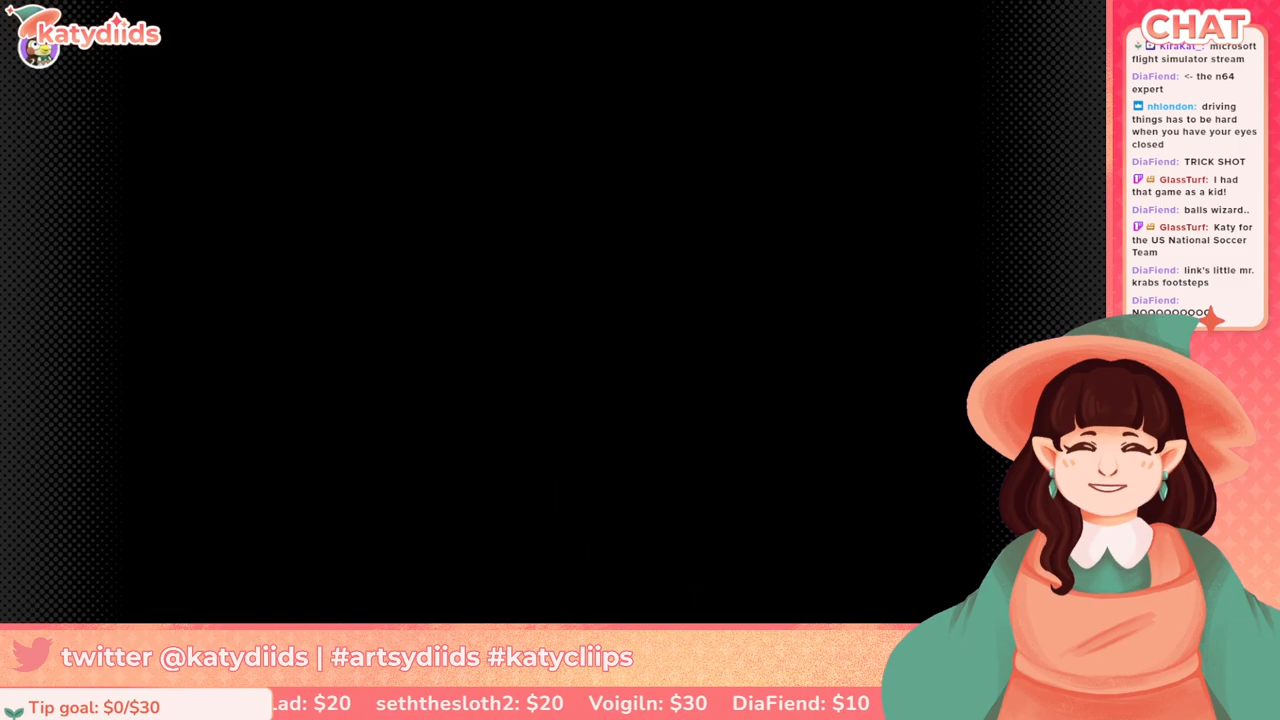 katydiids
CHAT
KiraKat_: microsoft
flight simulator stream
DiaFiend: <- the n64
expert
nhlondon: driving
things has to be hard
when you have your eyes
closed
DiaFiend: TRICK SHOT
GlassTurf: I had
that game as a kid!
DiaFiend: balls wizard..
GlassTurf: Katy for
the US National Soccer
Team
DiaFiend: link's little mr.
krabs footsteps
DiaFiend:
twitter @katydiids | #artsydiids #katycliips
Tip goal: $0/$30
$20 seththesloth2: $20 Voigiln: $30 DiaFiend: $10